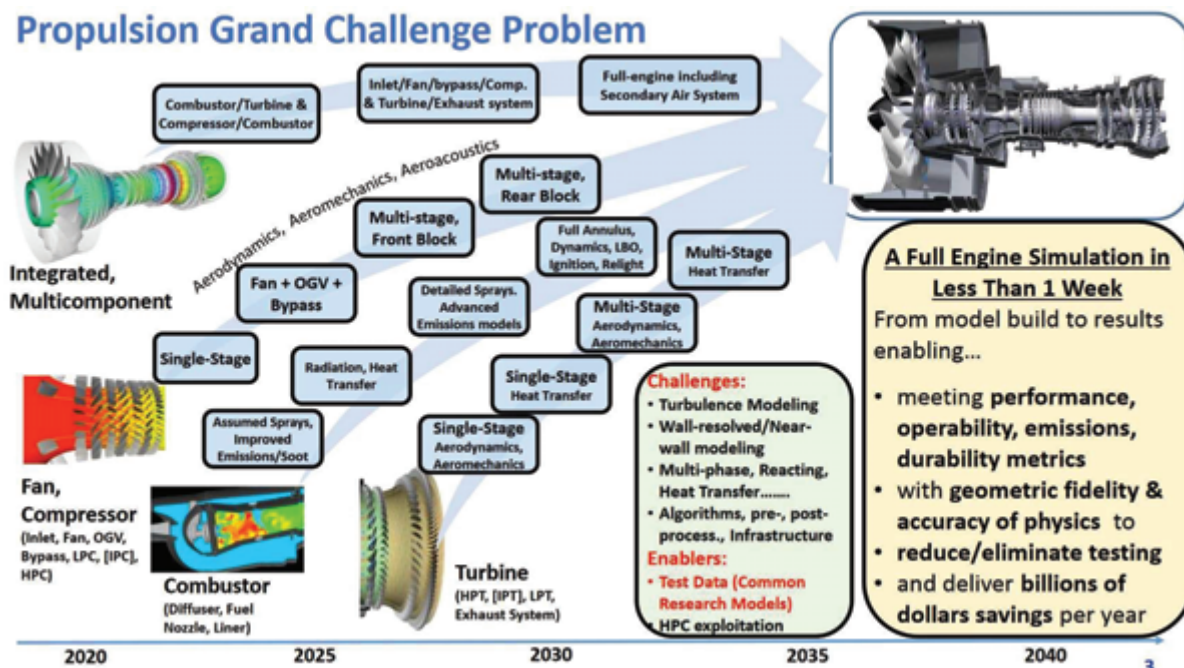 Propulsion Grand Challenge Problem
Combustor/Turbine &
Compressor/Combustor
Inlet/Fan/bypass/Comp.
& Turbine/Exhaust system
Full-engine including
Secondary Air System
Aerodynamics, Aeromechanics, Aeroacoustics
Integrated,
Multicomponent
Single-Stage
Fan + OGV +
Bypass
Multi-stage,
Front Block
Multi-stage,
Rear Block
Fan,
Compressor
(Inlet, Fan, OGV,
Bypass, LPC, [IPC],
HPC)
Assumed Sprays,
Improved
Emissions/Soot
Radiation, Heat
Transfer
Detailed Sprays.
Advanced
Emissions models
Full Annulus,
Dynamics, LBO,
Ignition, Relight
Combustor
(Diffuser, Fuel
Nozzle, Liner)
Single-Stage
Aerodynamics,
Aeromechanics
Single-Stage
Heat Transfer
Multi-Stage
Aerodynamics,
Aeromechanics
Multi-Stage
Heat Transfer
Turbine
(HPT, [IPT], LPT,
Exhaust System)
Challenges:
• Turbulence Modeling
• Wall-resolved/Near-
wall modeling
• Multi-phase, Reacting,
Heat Transfer.......
• Algorithms, pre-, post-
process., Infrastructure
Enablers:
• Test Data (Common
Research Models)
• HPC exploitation
A Full Engine Simulation in
Less Than 1 Week
From model build to results
enabling...
• meeting performance,
operability, emissions,
durability metrics
• with geometric fidelity &
accuracy of physics to
• reduce/eliminate testing
• and deliver billions of
dollars savings per year
2020 2025 2030 2035 2040
3